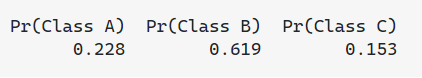 Pr(Class A) Pr(Class B) Pr(Class C)
0.228 0.619 0.153